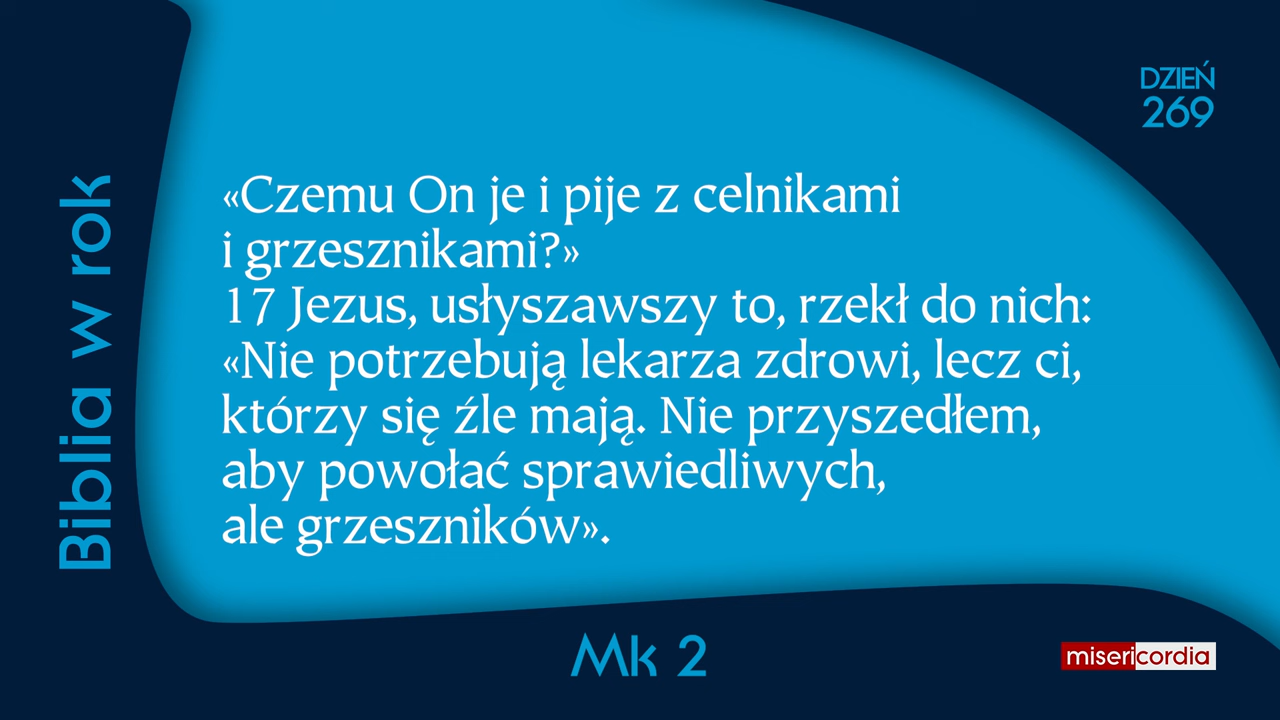 DZIEŃ
269
«Czemu On je i pije z celnikami
i grzesznikami?»
17 Jezus, usłyszawszy to, rzekł do nich:
«Nie potrzebują lekarza zdrowi, lecz ci,
którzy się źle mają. Nie przyszedłem,
aby powołać sprawiedliwych,
ale grzeszników».
Biblia w rok
Mk 2
misericordia